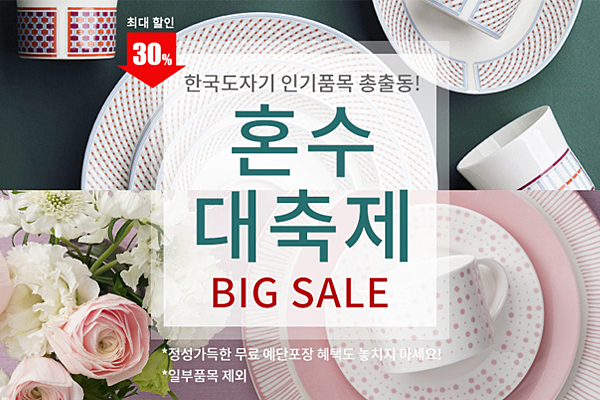 최대 할인
30%
한국도자기 인기품목 총출동!
혼수
대축제
BIG SALE
*정성가득한 무료 예단포장 혜택도 놓치지 마세요!
*일부품목 제외